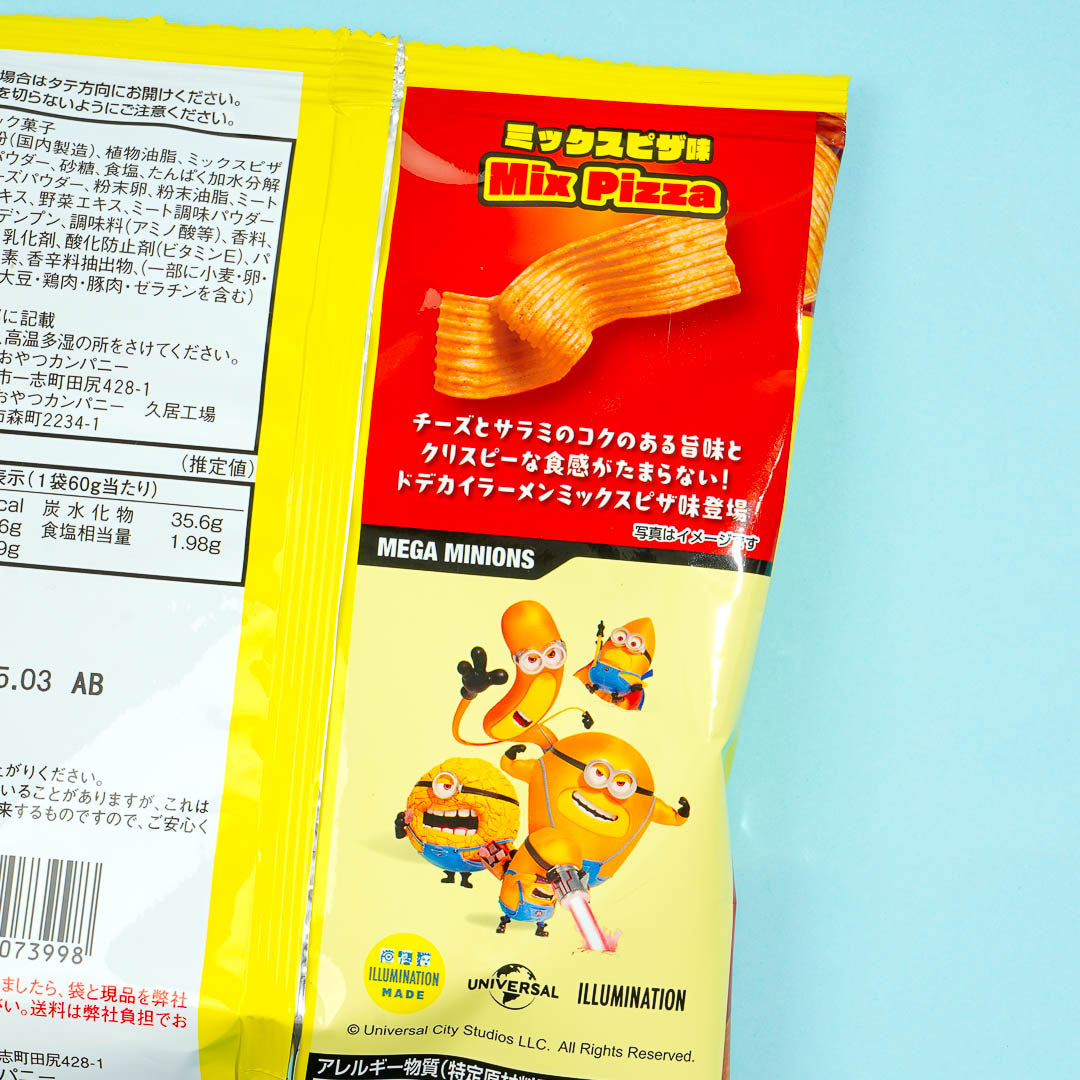 場合はタテ方向にお開けください。
を切らないようにご注意ください。
ック菓子
粉(国内製造)、植物油脂、ミックスピザ
パウダー、砂糖、食塩、たんぱく加水分解
ーズパウダー、粉末卵、粉末油脂、ミート
キス、野菜エキス、ミート調味パウダー
デンプン、調味料(アミノ酸等)、香料、
乳化剤、酸化防止剤(ビタミンE)、パ
素、香辛料抽出物、(一部に小麦・卵・
大豆・鶏肉・豚肉・ゼラチンを含む)
に記載
、高温多湿の所をさけてください。
おやつカンパニー
市一志町田尻428-1
おやつカンパニー 久居工場
市森町2234-1
(推定値)
表示(1袋60g当たり)
cal 炭水化物 35.6g
6g 食塩相当量 1.98g
9g
5.03 AB
上がりください。
いることがありますが、これは
来するものですので、ご安心く
073998
ましたら、袋と現品を弊社
さい。送料は弊社負担でお
志町田尻428-1
パニー
ミックスピザ味
Mix Pizza
チーズとサラミのコクのある旨味と
クリスピーな食感がたまらない!
ドデカイラーメンミックスピザ味登場!
写真はイメージです
MEGA MINIONS
ILLUMINATION
MADE
UNIVERSAL
ILLUMINATION
© Universal City Studios LLC. All Rights Reserved.
アレルギー物質(特定原材料